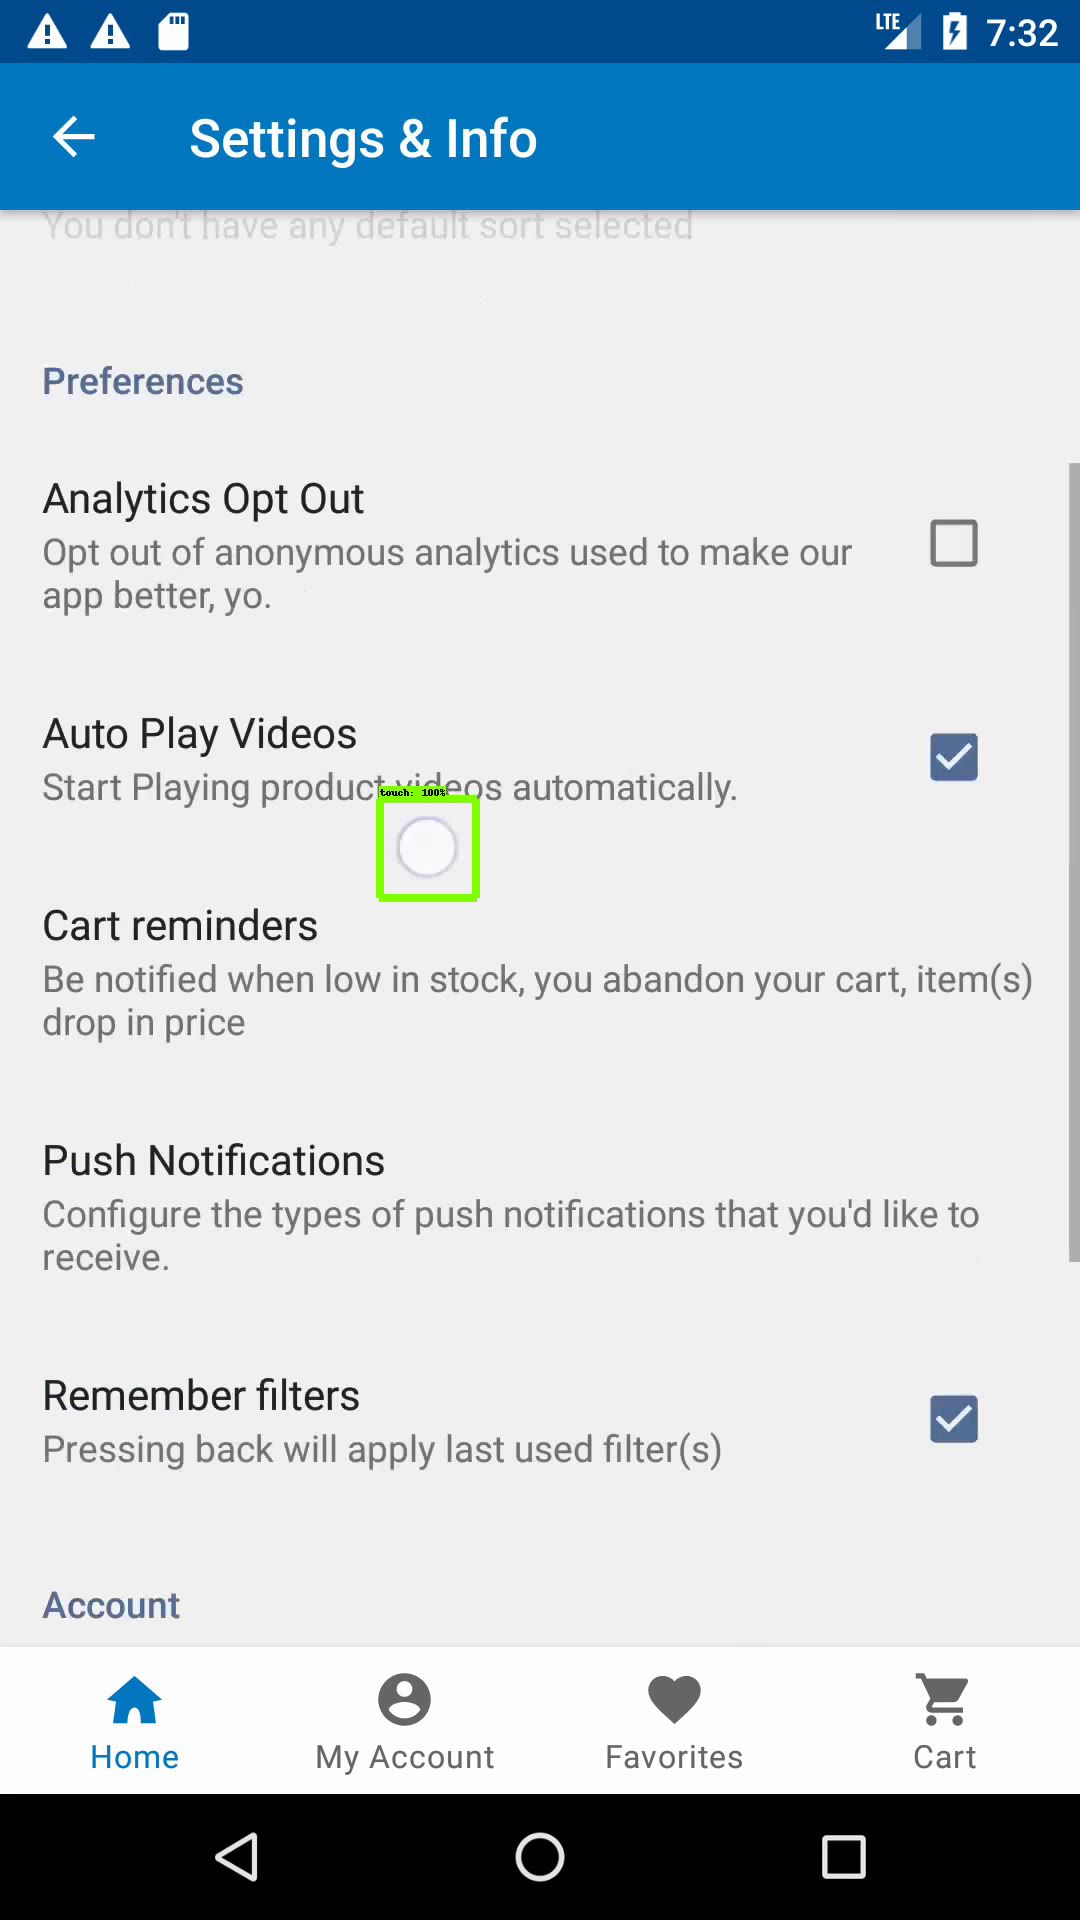 LTE 7:32
Settings & Info
You don't have any default sort selected
Preferences
Analytics Opt Out
Opt out of anonymous analytics used to make our
app better, yo.
Auto Play Videos
Start Playing product videos automatically.
touch: 100%
Cart reminders
Be notified when low in stock, you abandon your cart, item(s)
drop in price
Push Notifications
Configure the types of push notifications that you'd like to
receive.
Remember filters
Pressing back will apply last used filter(s)
Account
Home My Account Favorites Cart